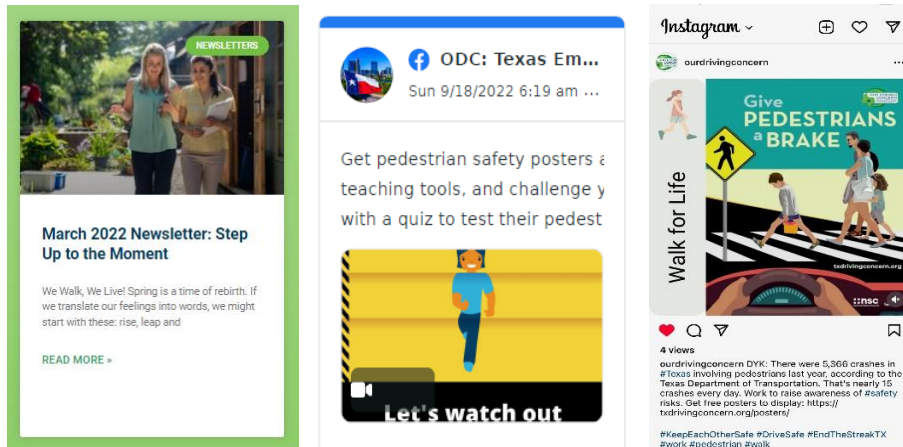 NEWSLETTERS
March 2022 Newsletter: Step
Up to the Moment
We Walk, We Live! Spring is a time of rebirth. If
we translate our feelings into words, we might
start with these: rise, leap and
READ MORE »
ODC: Texas Em...
Sun 9/18/2022 6:19 am ...
Get pedestrian safety posters a
teaching tools, and challenge y
with a quiz to test their pedest
Let's watch out
Instagram
ourdrivingconcern
Give
PEDESTRIANS
a BRAKE
Walk for Life
txdrivingconcern.org
nsc
4 views
ourdrivingconcern DYK: There were 5,366 crashes in
#Texas involving pedestrians last year, according to the
Texas Department of Transportation. That's nearly 15
crashes every day. Work to raise awareness of #safety
risks. Get free posters to display: https://
txdrivingconcern.org/posters/
#KeepEachOtherSafe #DriveSafe #EndTheStreakTX
#work #pedestrian #walk